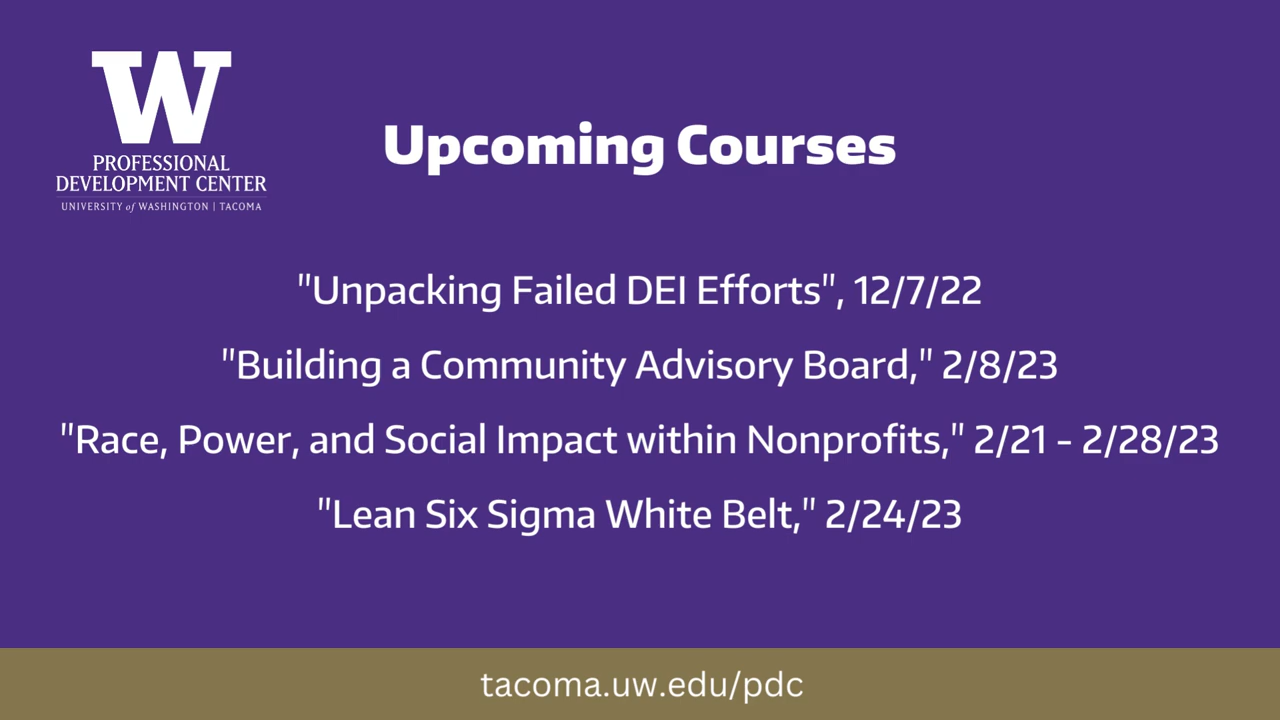 W
PROFESSIONAL
DEVELOPMENT CENTER
UNIVERSITY of WASHINGTON | TACOMA
Upcoming Courses
"Unpacking Failed DEI Efforts", 12/7/22
"Building a Community Advisory Board," 2/8/23
"Race, Power, and Social Impact within Nonprofits," 2/21 - 2/28/23
"Lean Six Sigma White Belt," 2/24/23
tacoma.uw.edu/pdc